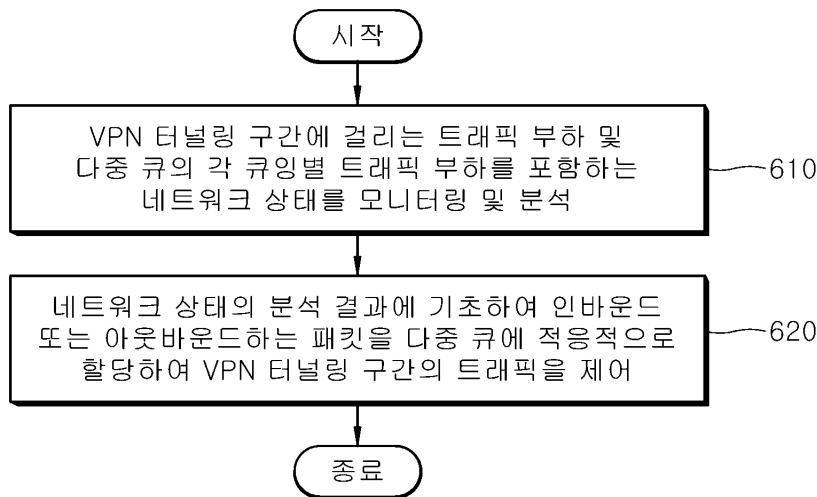 시작
VPN 터널링 구간에 걸리는 트래픽 부하 및
다중 큐의 각 큐잉별 트래픽 부하를 포함하는
네트워크 상태를 모니터링 및 분석
610
네트워크 상태의 분석 결과에 기초하여 인바운드
또는 아웃바운드하는 패킷을 다중 큐에 적응적으로
할당하여 VPN 터널링 구간의 트래픽을 제어
620
종료